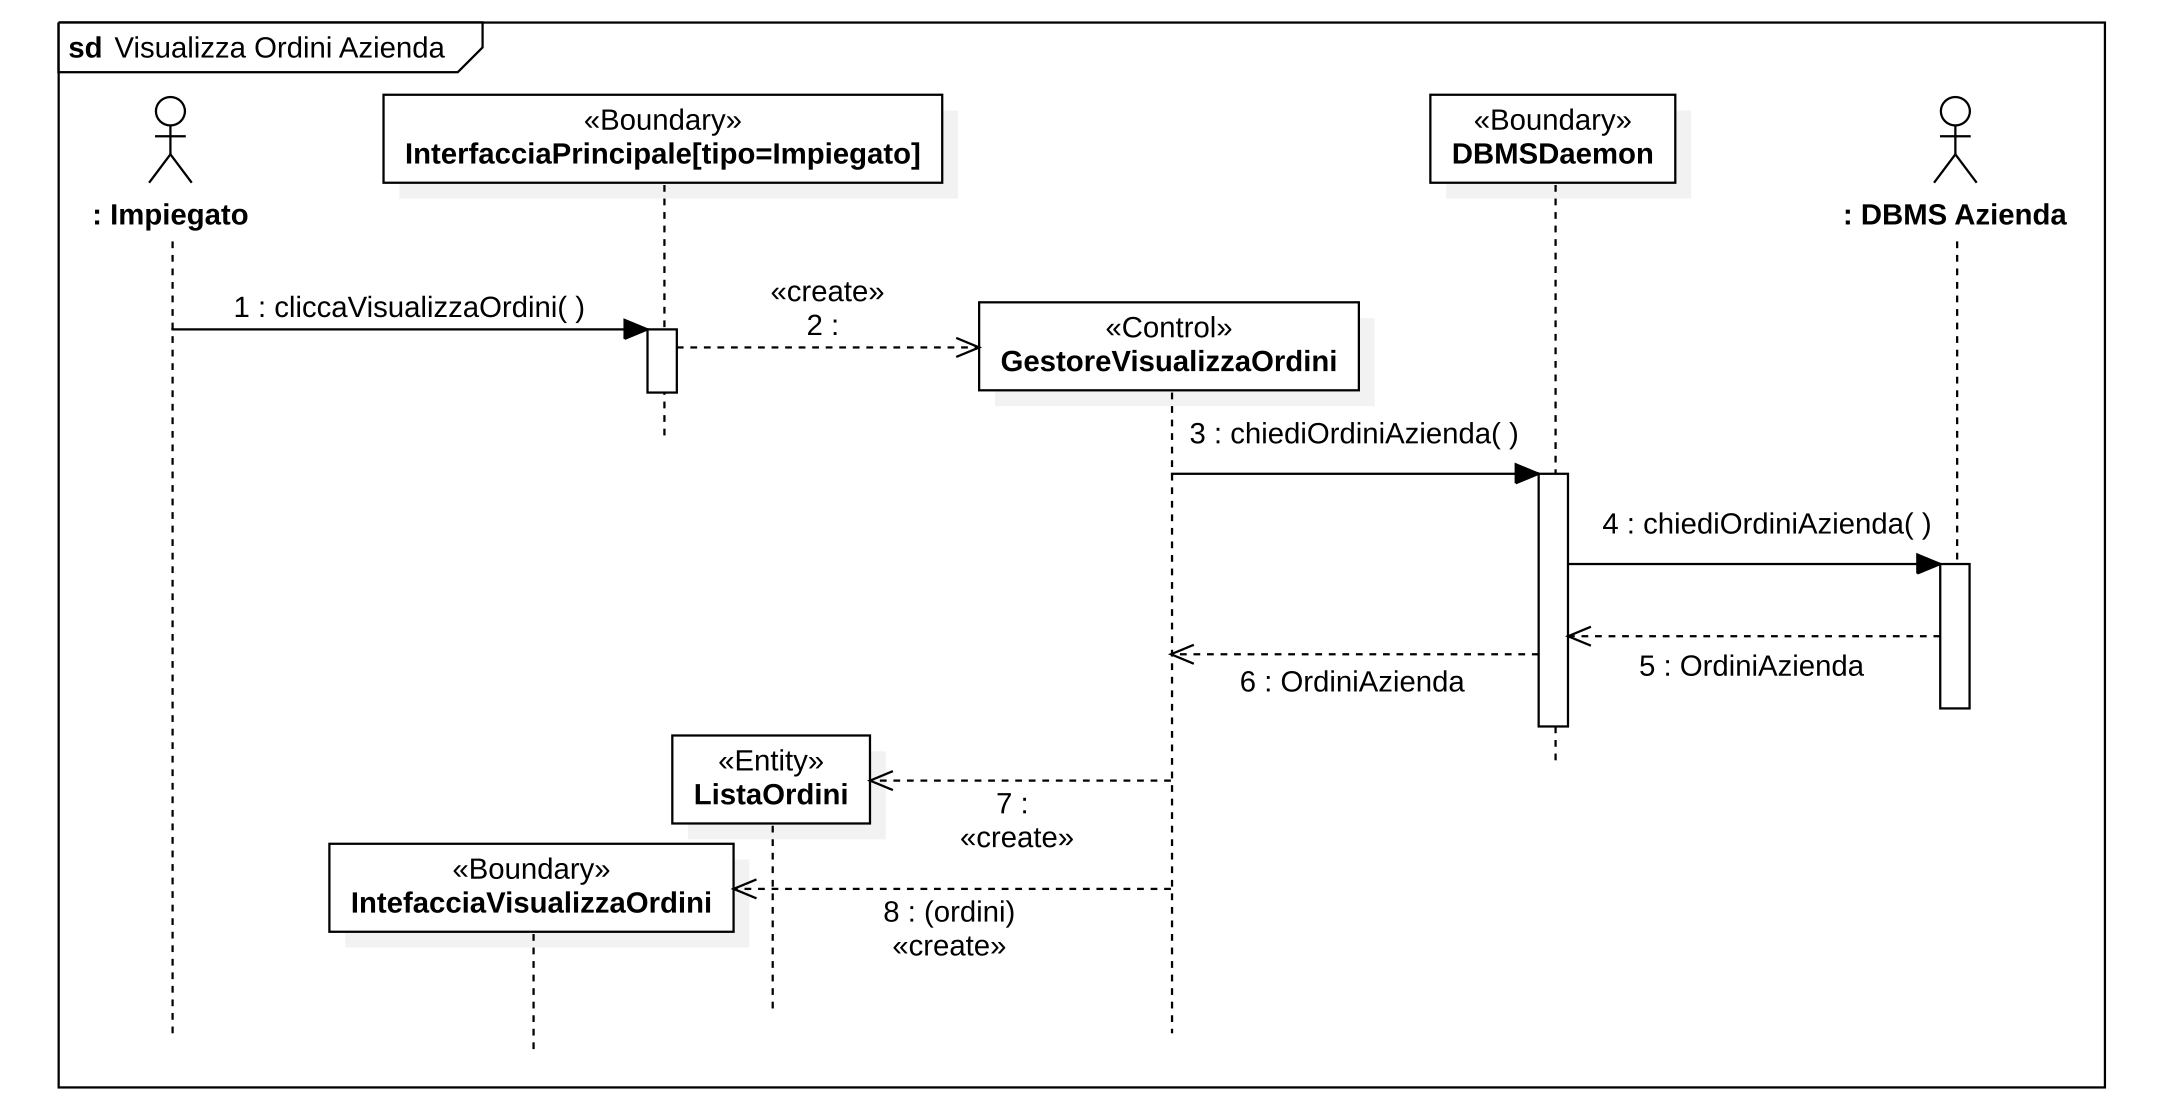 sd Visualizza Ordini Azienda
«Boundary»
InterfacciaPrincipale[tipo=Impiegato]
«Boundary»
DBMSDaemon
: Impiegato
: DBMS Azienda
1 : cliccaVisualizzaOrdini( )
«create»
2 :
«Control»
GestoreVisualizzaOrdini
3 : chiediOrdiniAzienda( )
4 : chiediOrdiniAzienda( )
5 : OrdiniAzienda
6 : OrdiniAzienda
«Entity»
ListaOrdini
7 :
«create»
«Boundary»
IntefacciaVisualizzaOrdini
8 : (ordini)
«create»